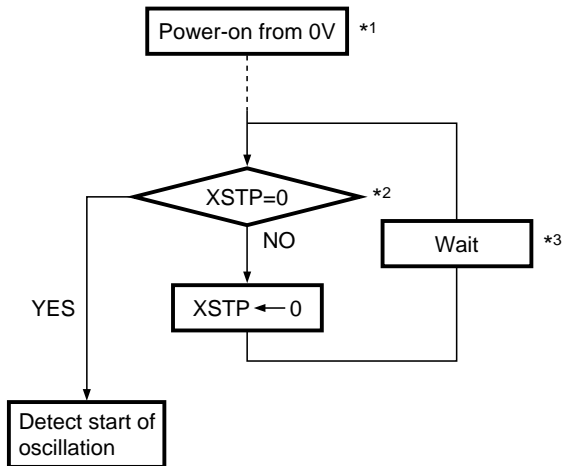 Power-on from 0V *1
XSTP=0 *2
NO
Wait *3
XSTP ← 0
YES
Detect start of
oscillation